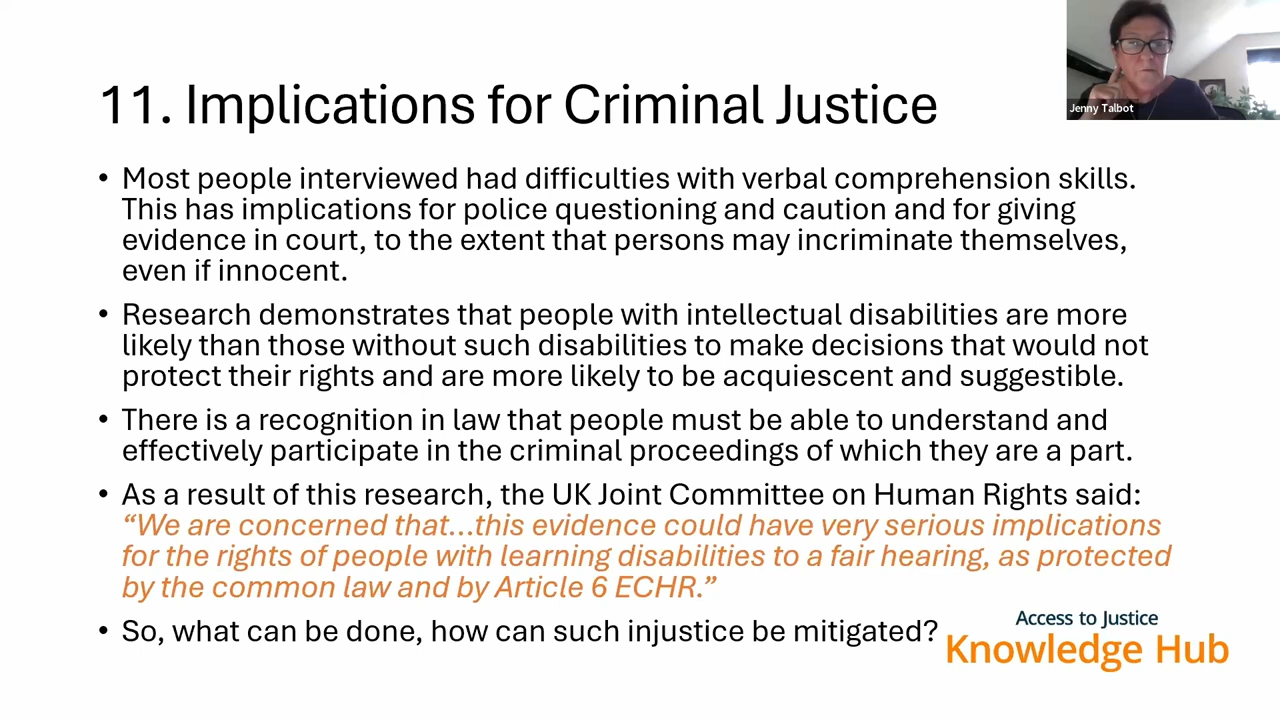 11. Implications for Criminal Justice
Jenny Talbot
• Most people interviewed had difficulties with verbal comprehension skills.
This has implications for police questioning and caution and for giving
evidence in court, to the extent that persons may incriminate themselves,
even if innocent.
• Research demonstrates that people with intellectual disabilities are more
likely than those without such disabilities to make decisions that would not
protect their rights and are more likely to be acquiescent and suggestible.
• There is a recognition in law that people must be able to understand and
effectively participate in the criminal proceedings of which they are a part.
• As a result of this research, the UK Joint Committee on Human Rights said:
“We are concerned that…this evidence could have very serious implications
for the rights of people with learning disabilities to a fair hearing, as protected
by the common law and by Article 6 ECHR.”
• So, what can be done, how can such injustice be mitigated?
Access to Justice
Knowledge Hub